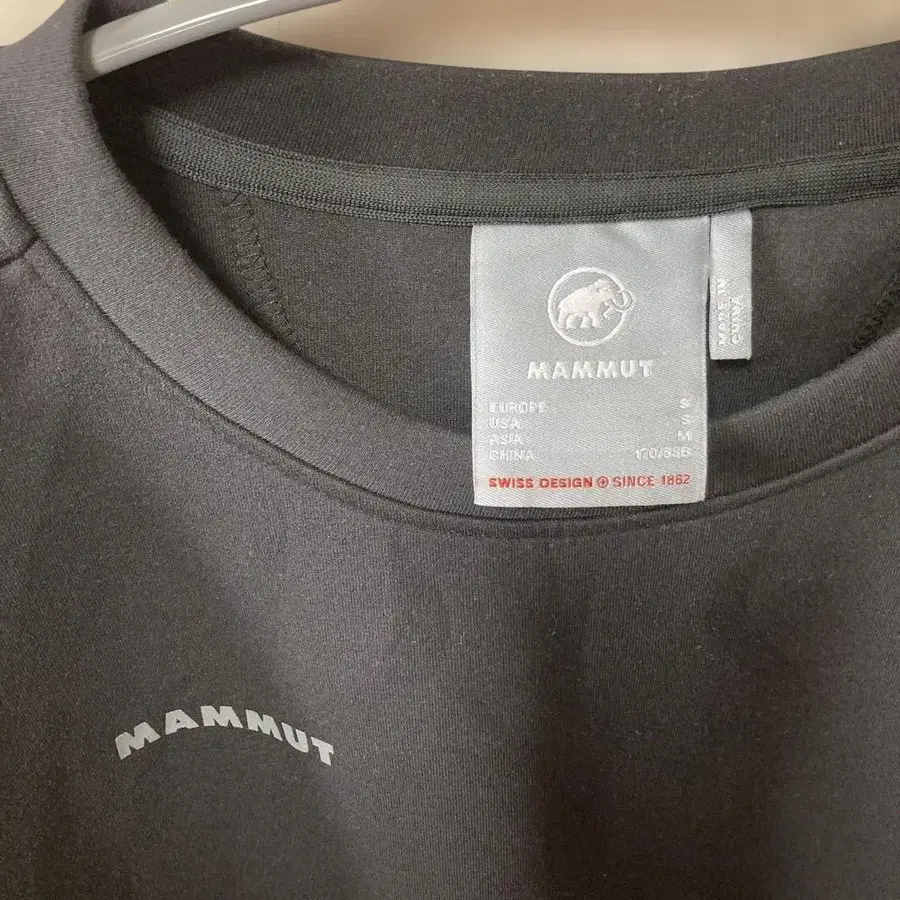 MAMMUT
EUROPE S
USA S
ASIA M
CHINA 170/88B
SWISS DESIGN SINCE 1862
MADE IN
CHINA
MAMMUT